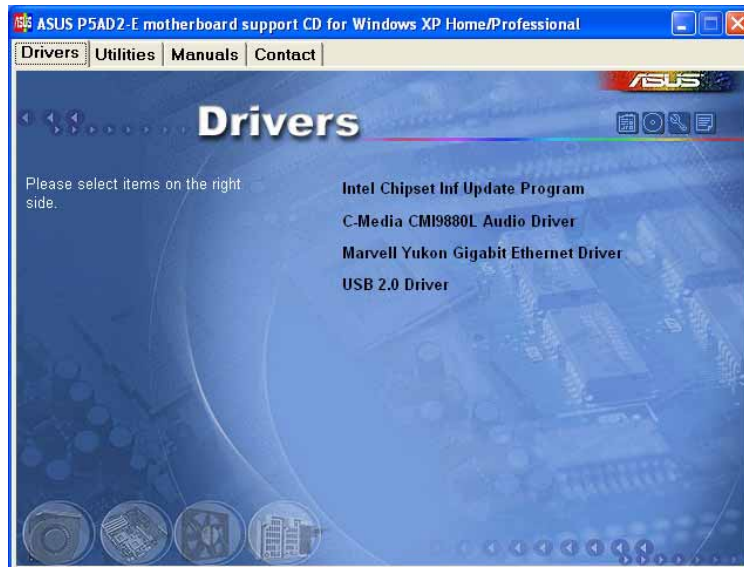 ASUS P5AD2-E motherboard support CD for Windows XP Home/Professional
Drivers Utilities Manuals Contact
ASUS
Drivers
Please select items on the right
side.
Intel Chipset Inf Update Program
C-Media CMI9880L Audio Driver
Marvell Yukon Gigabit Ethernet Driver
USB 2.0 Driver